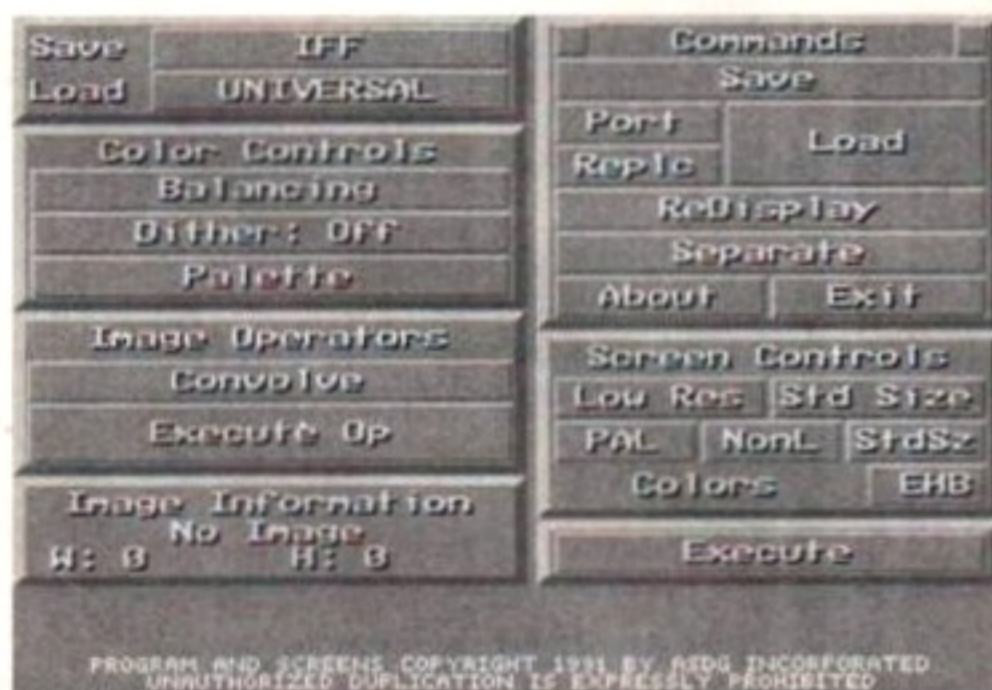 Save IFF
Load UNIVERSAL
Color Controls
Balancing
Dither: Off
Palette
Image Operators
Convolve
Execute Op
Image Information
No Image
W: 0 H: 0
Commands
Save
Port
Replc
Load
ReDisplay
Separate
About Exit
Screen Controls
Low Res Std Size
PAL NonL StdSz
Colors EHB
Execute
PROGRAM AND SCREENS COPYRIGHT 1991 BY ASDG INCORPORATED
UNAUTHORIZED DUPLICATION IS EXPRESSLY PROHIBITED